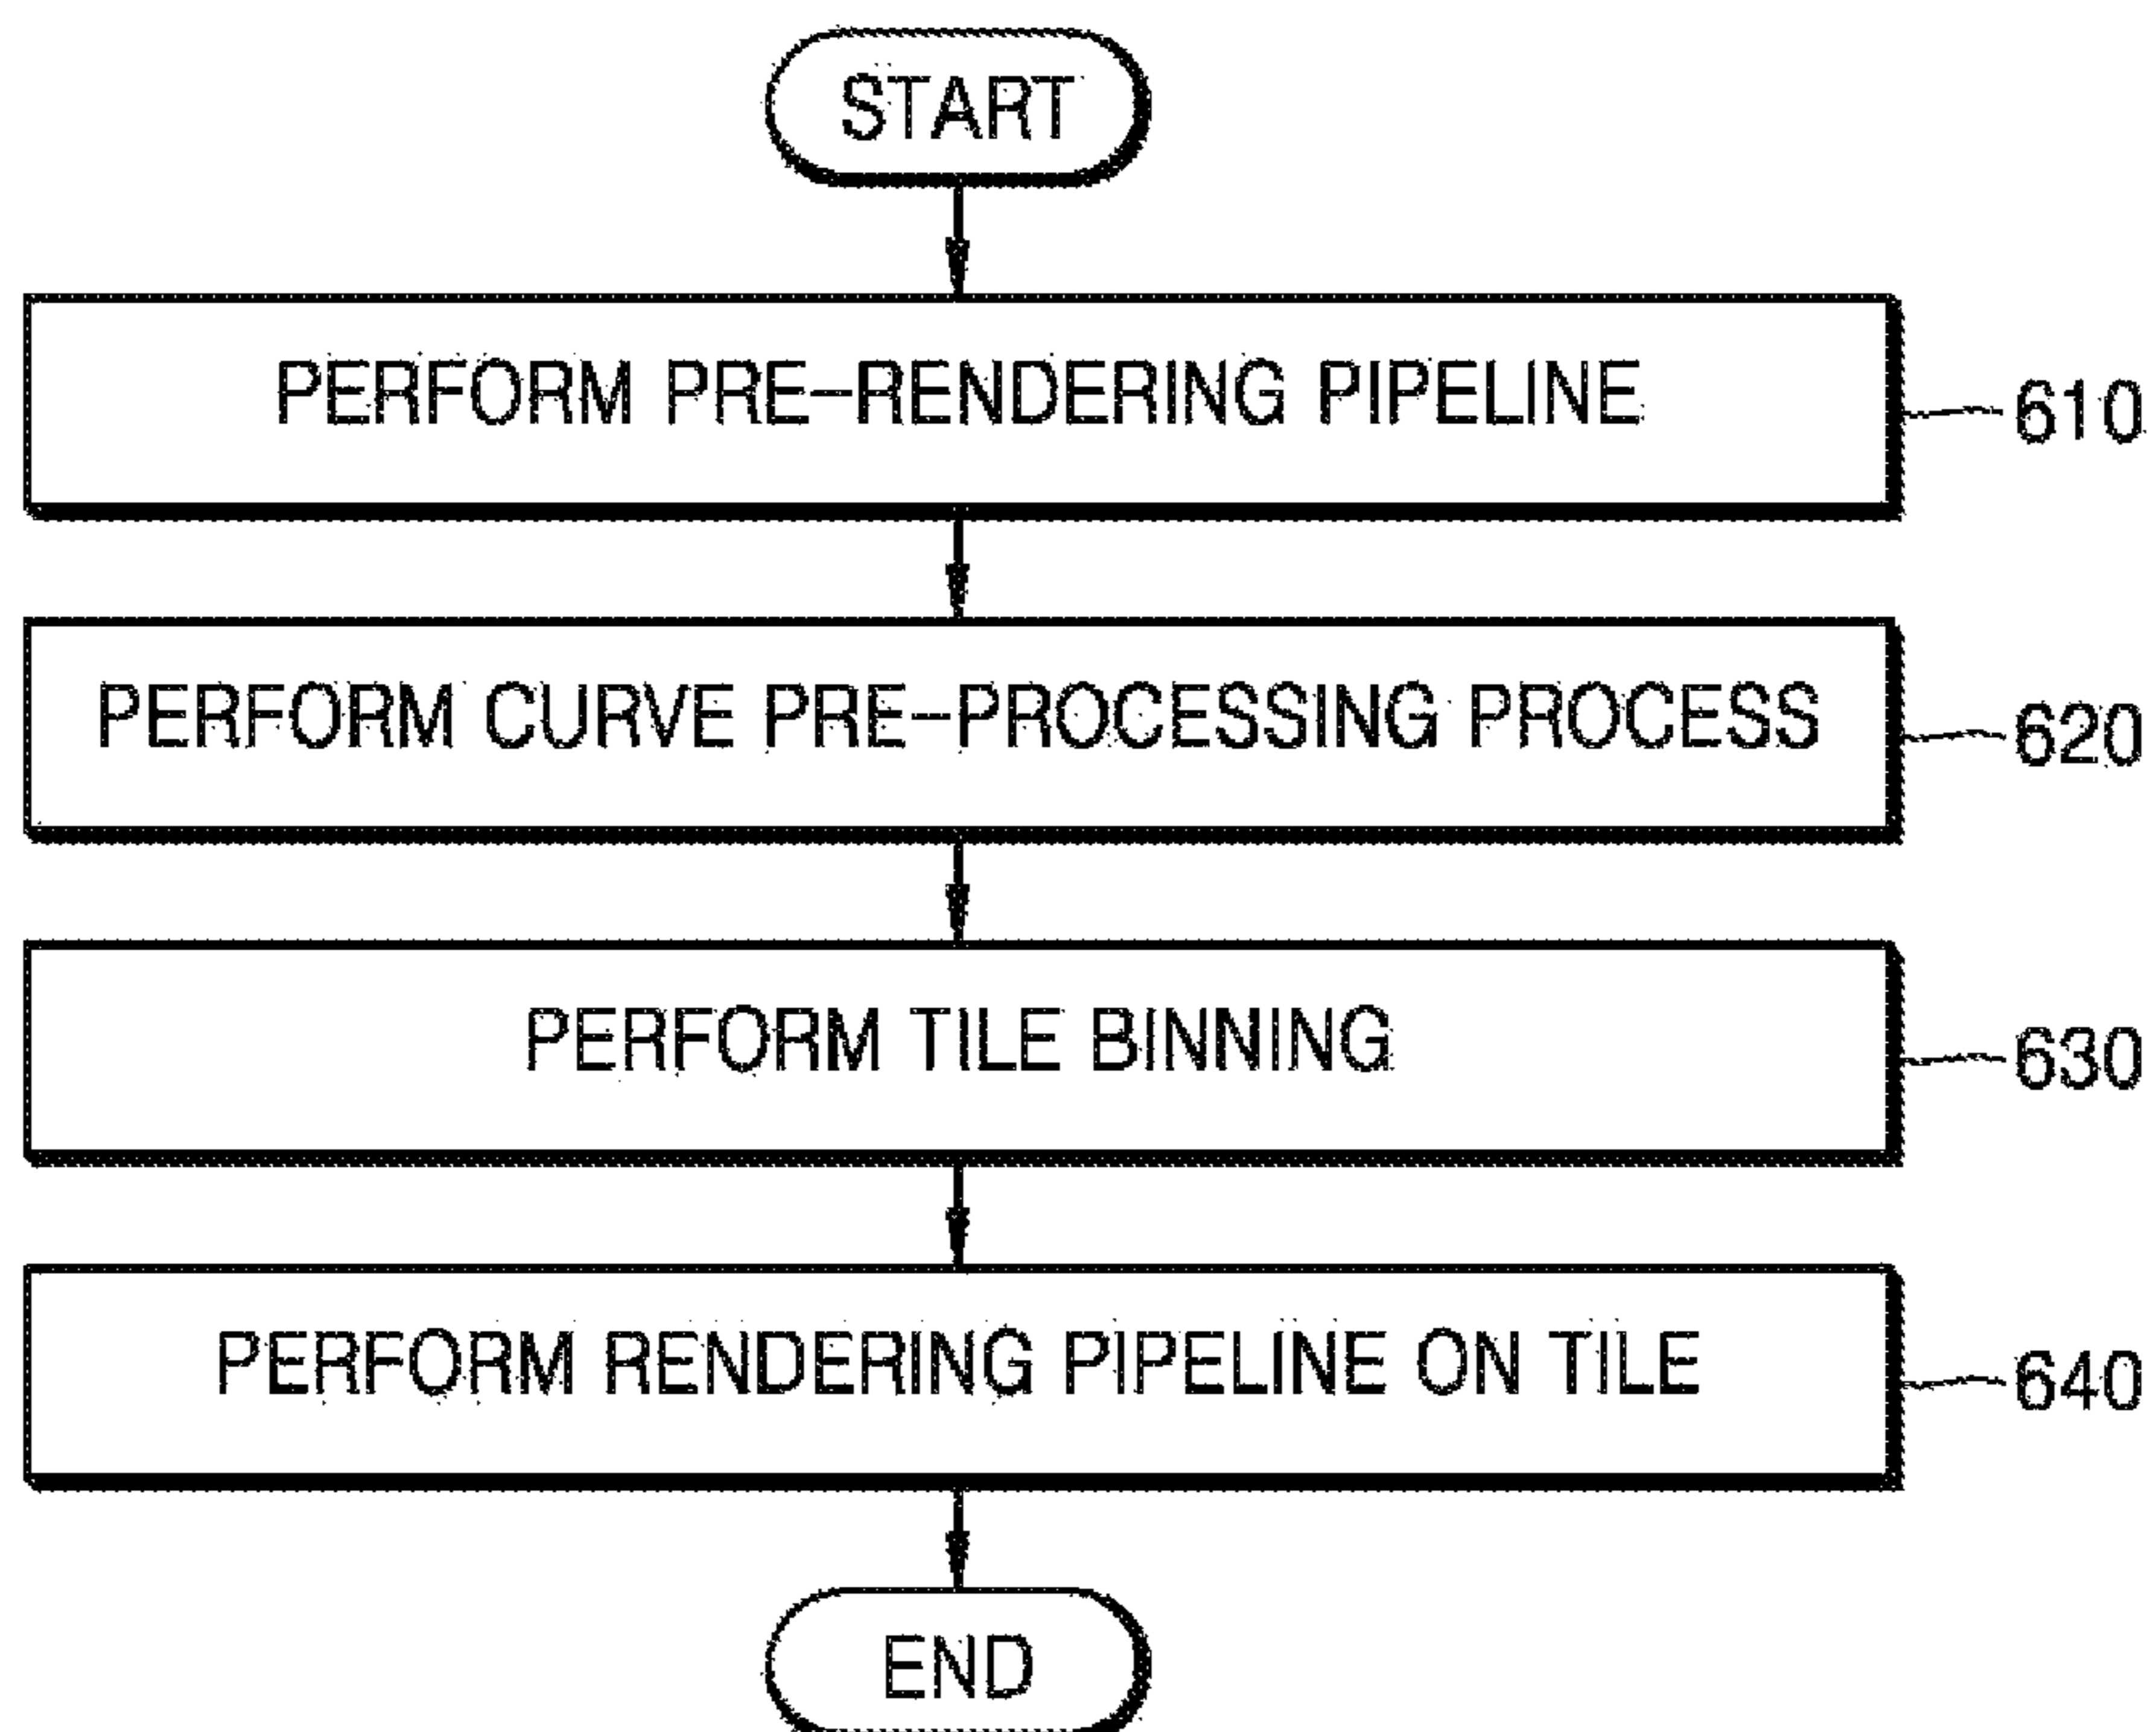 START
PERFORM PRE-RENDERING PIPELINE
610
PERFORM CURVE PRE-PROCESSING PROCESS
620
PERFORM TILE BINNING
630
PERFORM RENDERING PIPELINE ON TILE
640
END